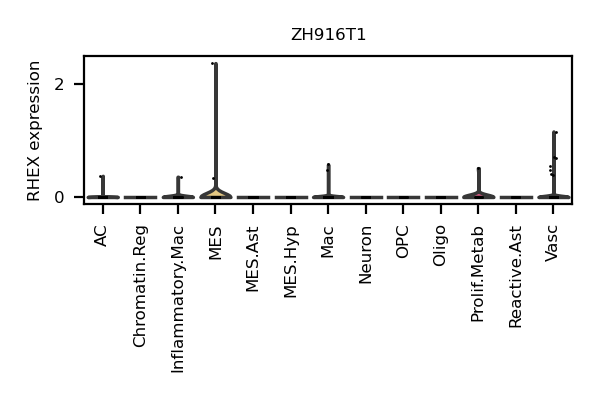 ZH916T1
RHEX expression
2
0
AC
Chromatin.Reg
Inflammatory.Mac
MES
MES.Ast
MES.Hyp
Mac
Neuron
OPC
Oligo
Prolif.Metab
Reactive.Ast
Vasc